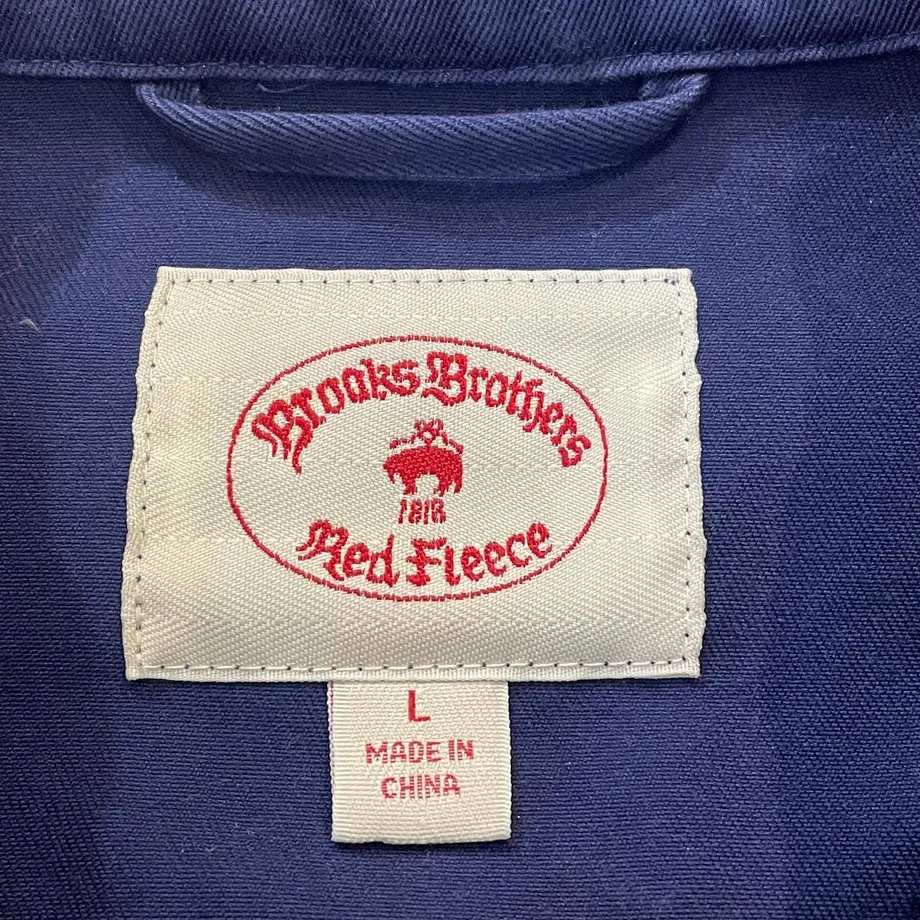 Brooks Brothers
1818
Red Fleece
L
MADE IN
CHINA